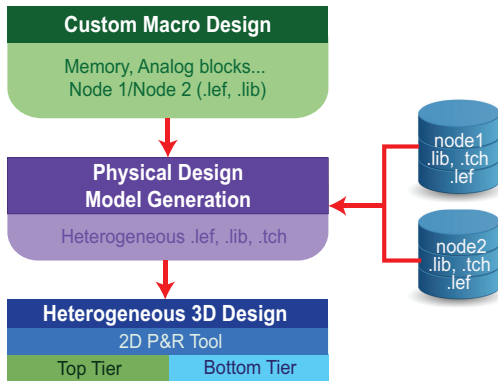 Custom Macro Design
Memory, Analog blocks...
Node 1/Node 2 (.lef, .lib)
Physical Design
Model Generation
Heterogeneous .lef, .lib, .tch
node1
.lib, .tch
.lef
node2
.lib, .tch
.lef
Heterogeneous 3D Design
2D P&R Tool
Top Tier
Bottom Tier